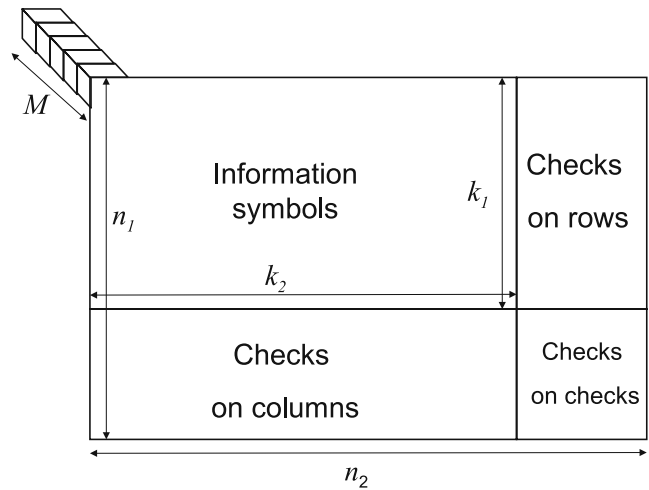 M
Information
symbols
n₁
k₁
Checks
on rows
k₂
Checks
on columns
Checks
on checks
n₂